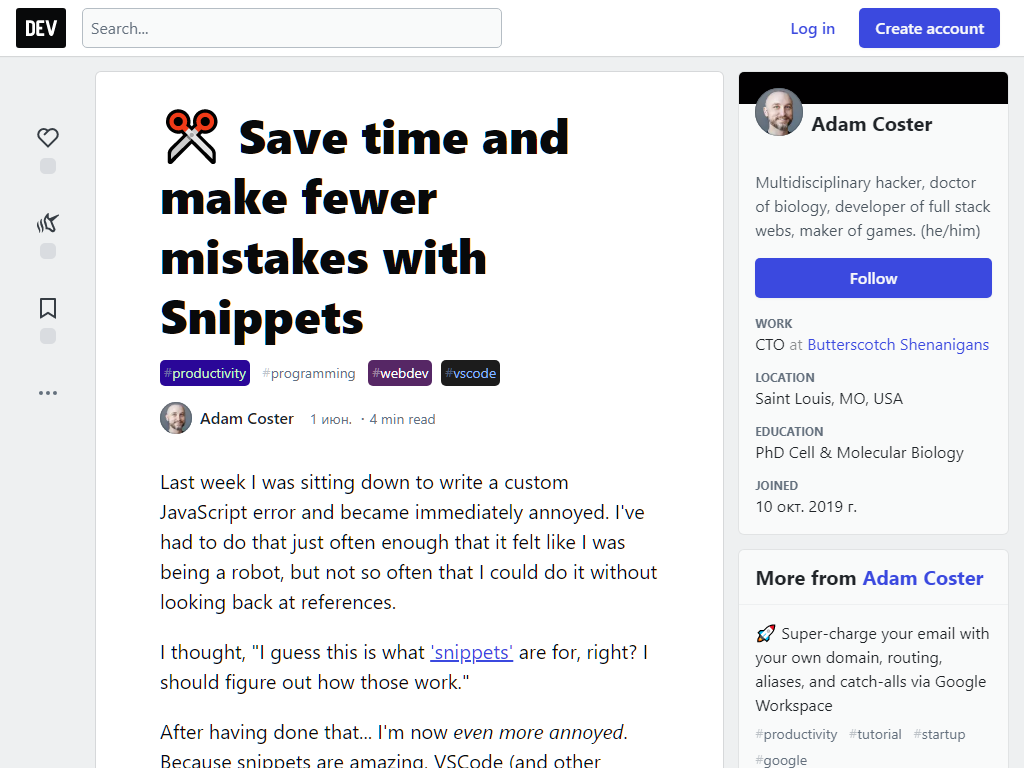 DEV
Search...
Log in
Create account
Save time and
make fewer
mistakes with
Snippets
#productivity #programming #webdev #vscode
Adam Coster 1 июн. · 4 min read
Last week I was sitting down to write a custom
JavaScript error and became immediately annoyed. I've
had to do that just often enough that it felt like I was
being a robot, but not so often that I could do it without
looking back at references.
I thought, "I guess this is what 'snippets' are for, right? I
should figure out how those work."
After having done that... I'm now even more annoyed.
Because snippets are amazing. VSCode (and other
Adam Coster
Multidisciplinary hacker, doctor
of biology, developer of full stack
webs, maker of games. (he/him)
Follow
WORK
CTO at Butterscotch Shenanigans
LOCATION
Saint Louis, MO, USA
EDUCATION
PhD Cell & Molecular Biology
JOINED
10 окт. 2019 г.
More from Adam Coster
🚀 Super-charge your email with
your own domain, routing,
aliases, and catch-alls via Google
Workspace
#productivity #tutorial #startup
#google